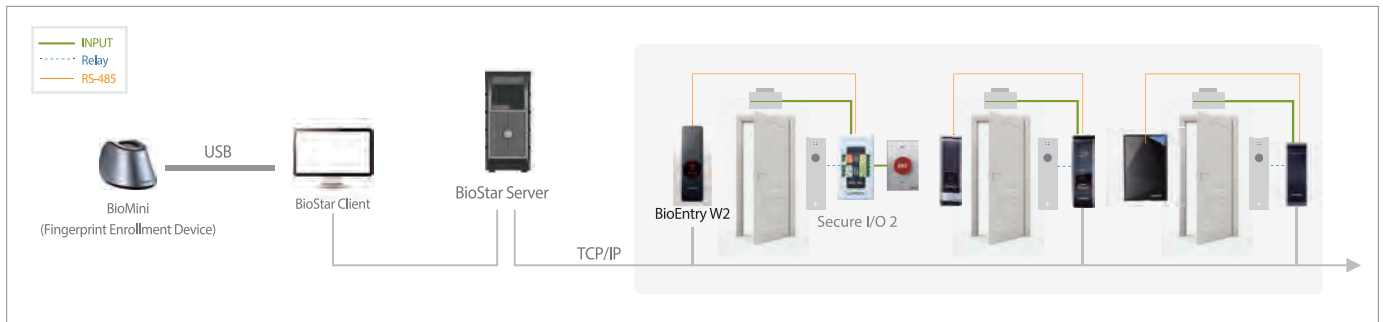 INPUT
Relay
RS-485
USB
BioMini
(Fingerprint Enrollment Device)
BioStar Client
BioStar Server
TCP/IP
BioEntry W2
Secure I/O 2
EXIT